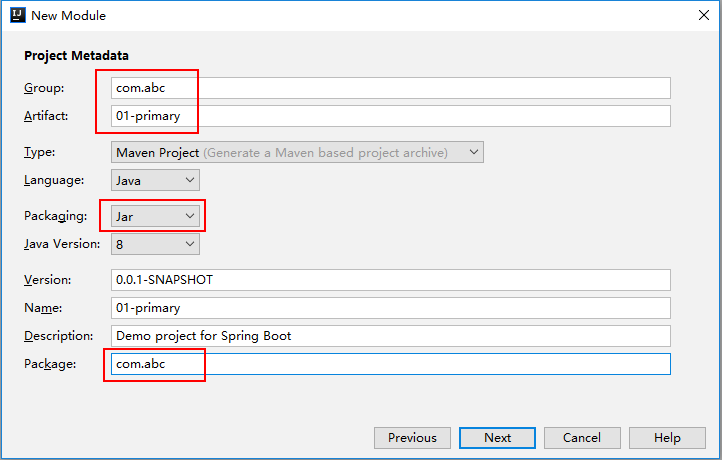 IJ New Module
Project Metadata
Group: com.abc
Artifact: 01-primary
Type: Maven Project (Generate a Maven based project archive)
Language: Java
Packaging: Jar
Java Version: 8
Version: 0.0.1-SNAPSHOT
Name: 01-primary
Description: Demo project for Spring Boot
Package: com.abc
Previous Next Cancel Help